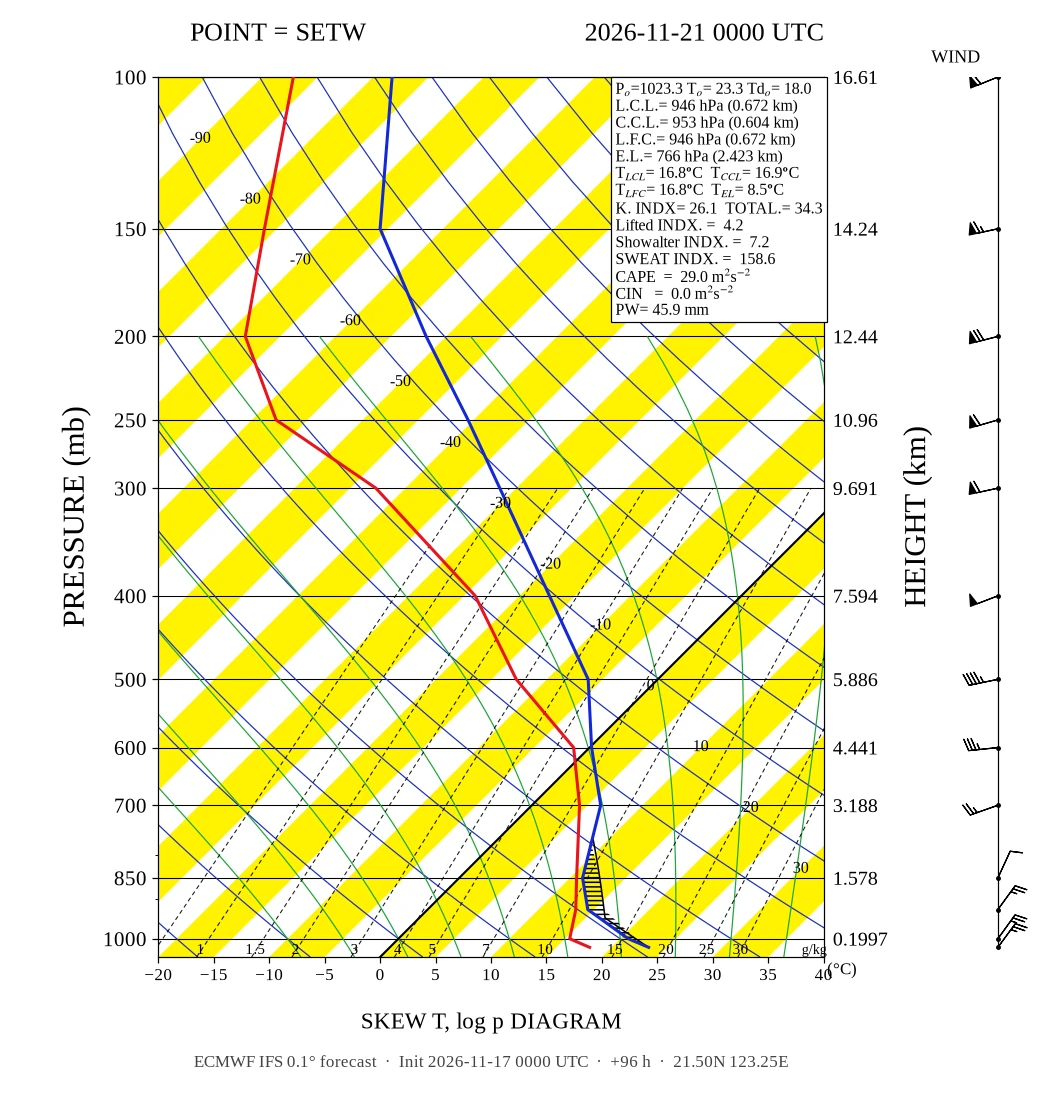 POINT = SETW
2026-11-21 0000 UTC
WIND
Pₒ=1023.3 Tₒ= 23.3 Tdₒ= 18.0
L.C.L.= 946 hPa (0.672 km)
C.C.L.= 953 hPa (0.604 km)
L.F.C.= 946 hPa (0.672 km)
E.L.= 766 hPa (2.423 km)
T_LCL= 16.8°C T_CCL= 16.9°C
T_LFC= 16.8°C T_EL= 8.5°C
K. INDX= 26.1 TOTAL.= 34.3
Lifted INDX. = 4.2
Showalter INDX. = 7.2
SWEAT INDX. = 158.6
CAPE = 29.0 m²s⁻²
CIN = 0.0 m²s⁻²
PW= 45.9 mm
PRESSURE (mb)
100
150
200
250
300
400
500
600
700
850
1000
-90
-80
-70
-60
-50
-40
-30
-20
-10
0
10
20
30
16.61
14.24
12.44
10.96
9.691
7.594
5.886
4.441
3.188
1.578
0.1997
HEIGHT (km)
1 1.5 2 3 4 5 7 10 15 20 25 30 g/kg
−20 −15 −10 −5 0 5 10 15 20 25 30 35 40 (°C)
SKEW T, log p DIAGRAM
ECMWF IFS 0.1° forecast · Init 2026-11-17 0000 UTC · +96 h · 21.50N 123.25E